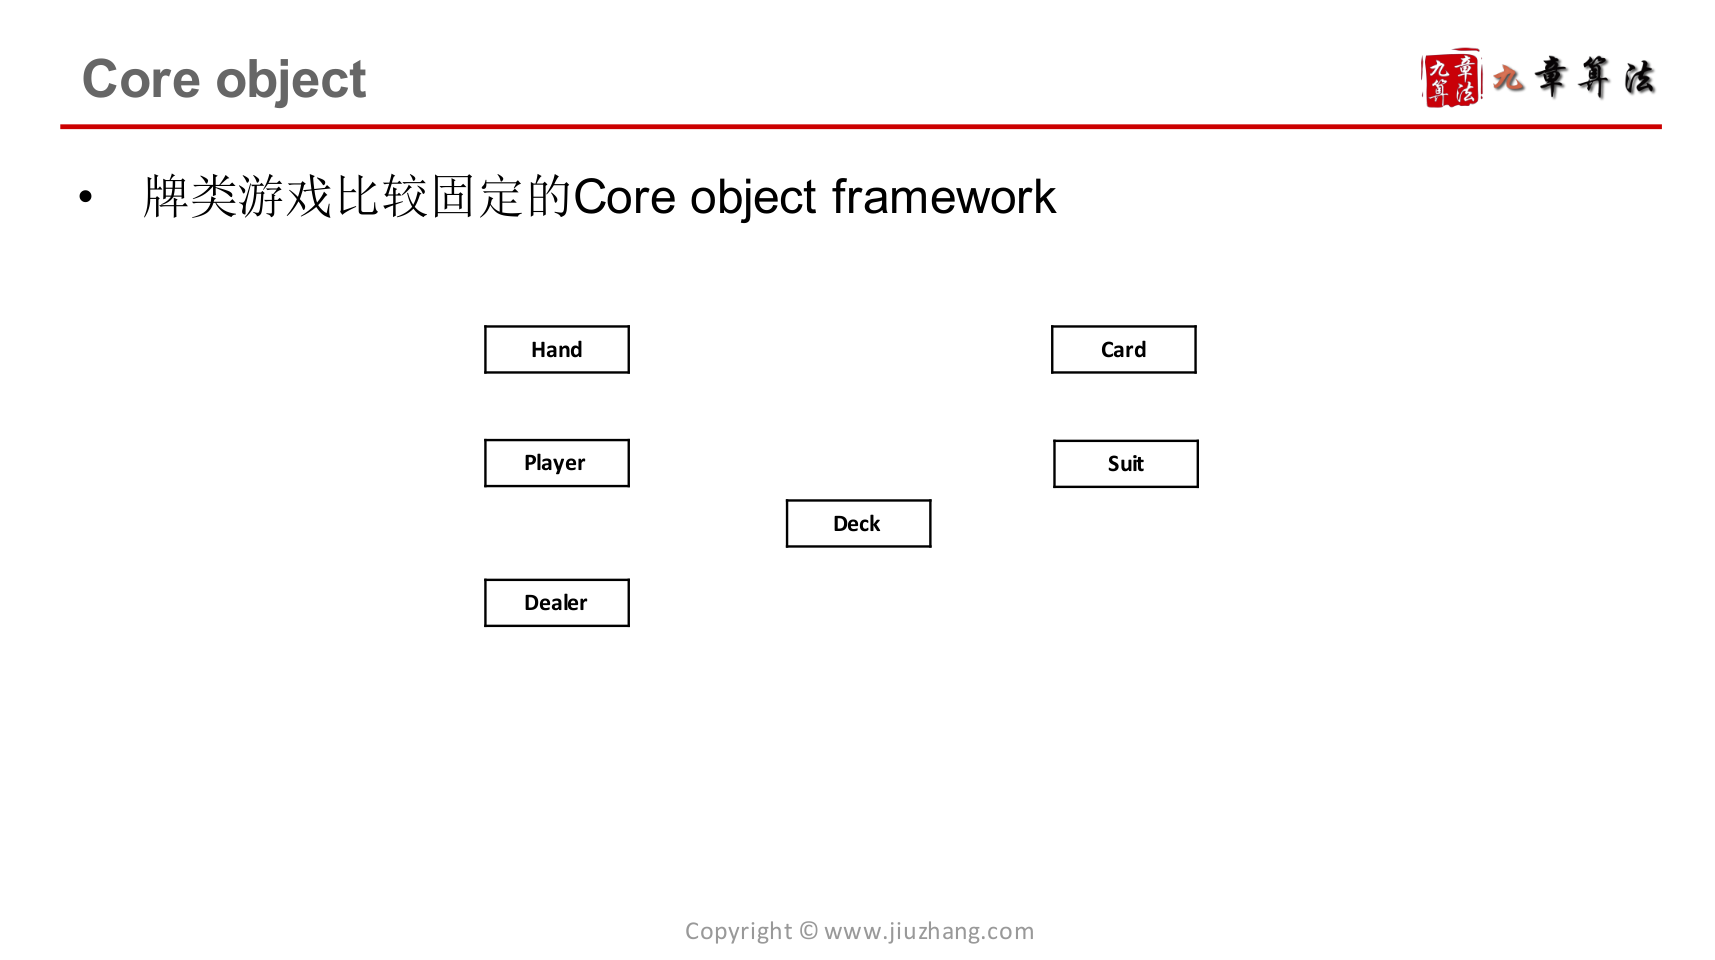 Core object
九章算法
九章算法
• 牌类游戏比较固定的Core object framework
Hand
Card
Player
Suit
Deck
Dealer
Copyright © www.jiuzhang.com